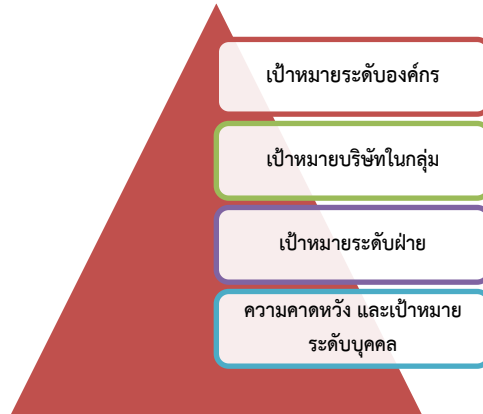 เป้าหมายระดับองค์กร
เป้าหมายบริษัทในกลุ่ม
เป้าหมายระดับฝ่าย
ความคาดหวัง และเป้าหมาย
ระดับบุคคล